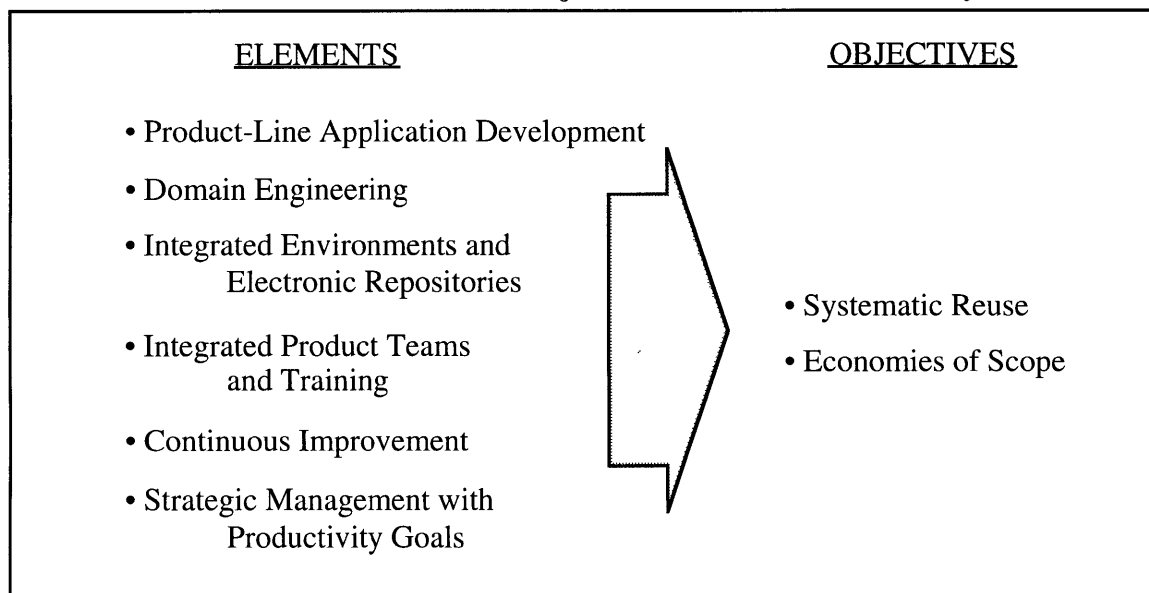 ELEMENTS
OBJECTIVES
• Product-Line Application Development
• Domain Engineering
• Integrated Environments and
Electronic Repositories
• Integrated Product Teams
and Training
• Continuous Improvement
• Strategic Management with
Productivity Goals
• Systematic Reuse
• Economies of Scope